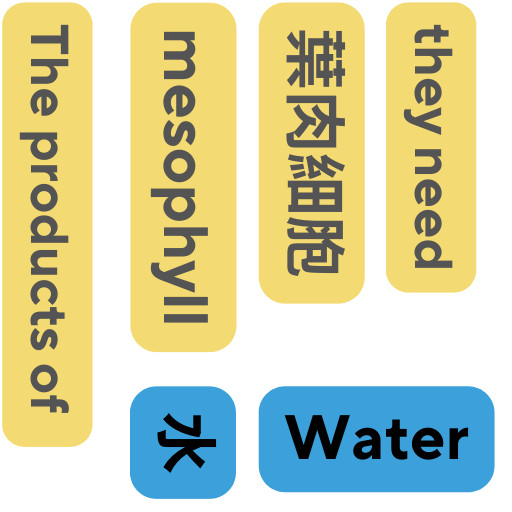 The products of
mesophyll
葉肉細胞
they need
水
Water